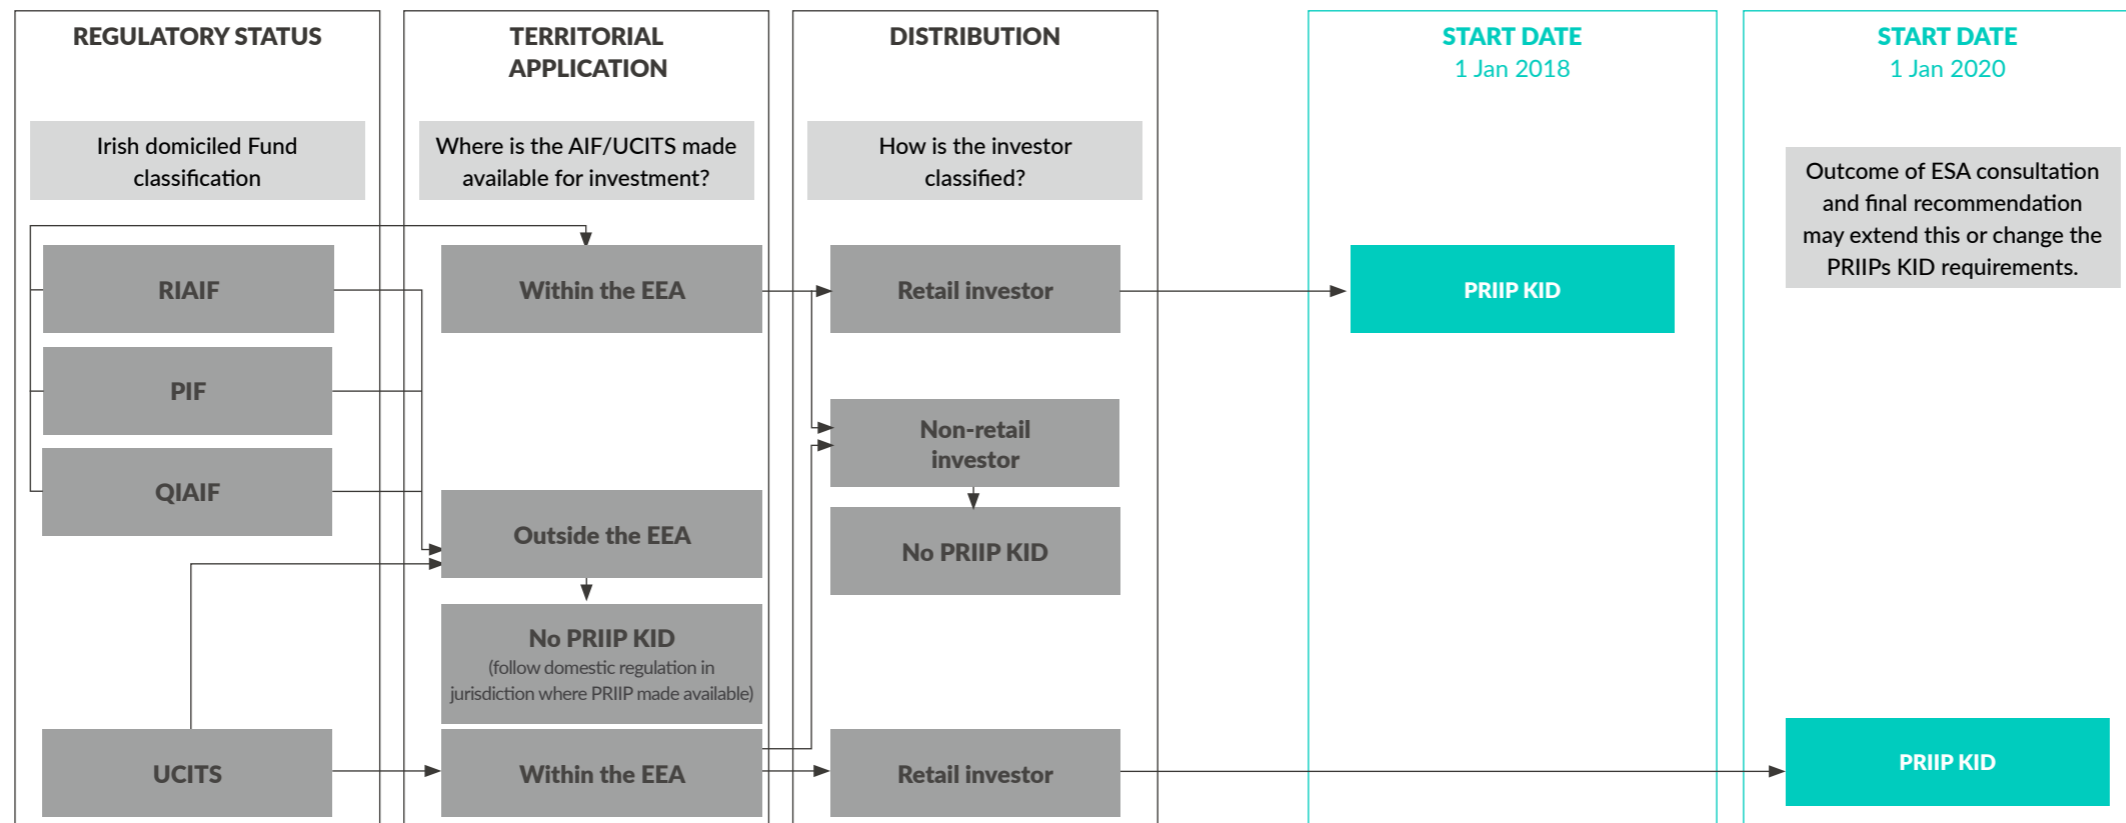 REGULATORY STATUS
Irish domiciled Fund
classification
RIAIF
PIF
QIAIF
UCITS
TERRITORIAL
APPLICATION
Where is the AIF/UCITS made
available for investment?
Within the EEA
Outside the EEA
No PRIIP KID
(follow domestic regulation in
jurisdiction where PRIIP made available)
Within the EEA
DISTRIBUTION
How is the investor
classified?
Retail investor
Non-retail
investor
No PRIIP KID
Retail investor
START DATE
1 Jan 2018
PRIIP KID
START DATE
1 Jan 2020
Outcome of ESA consultation
and final recommendation
may extend this or change the
PRIIPs KID requirements.
PRIIP KID